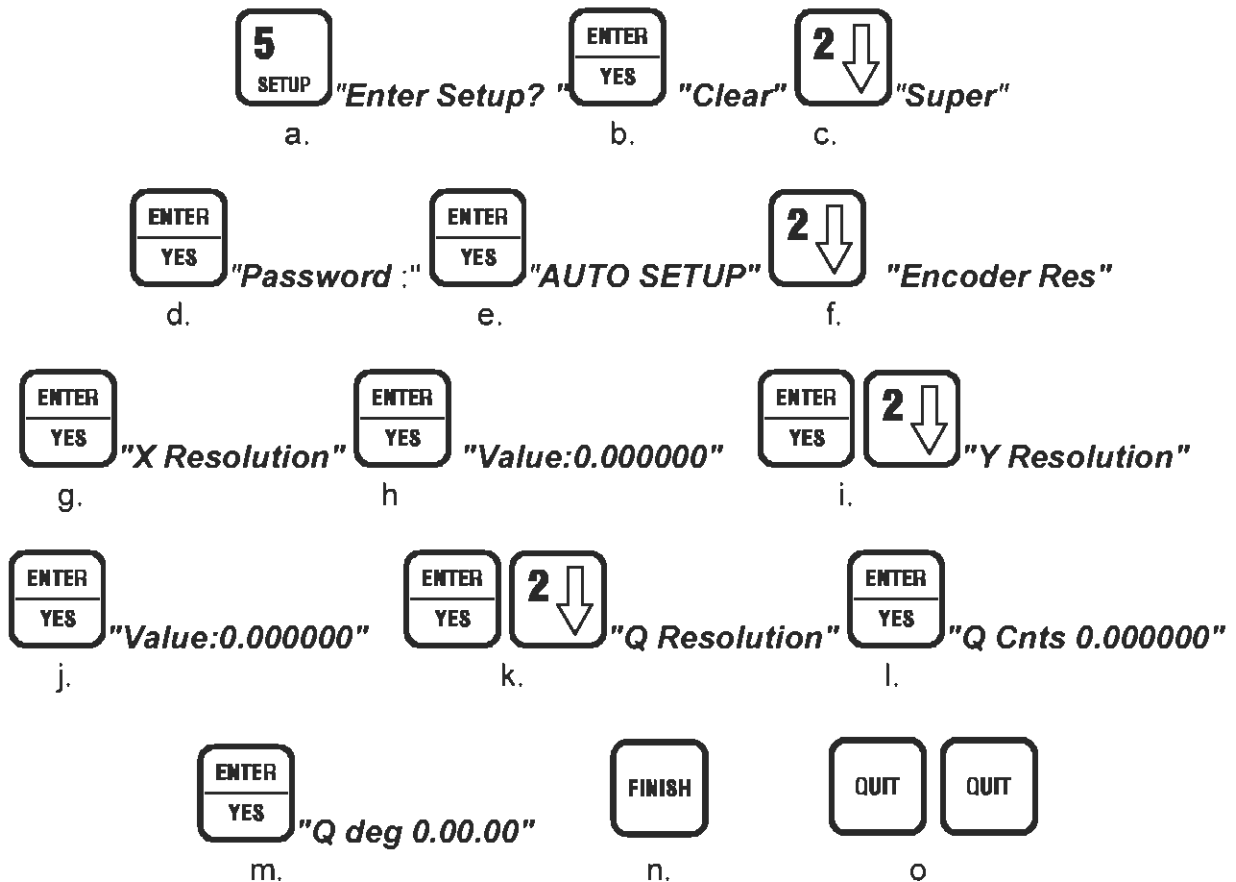 5 SETUP "Enter Setup? " ENTER YES "Clear" 2 "Super"
a. b. c.
ENTER YES "Password :" ENTER YES "AUTO SETUP" 2 "Encoder Res"
d. e. f.
ENTER YES "X Resolution" ENTER YES "Value:0.000000" ENTER YES 2 "Y Resolution"
g. h i.
ENTER YES "Value:0.000000" ENTER YES 2 "Q Resolution" ENTER YES "Q Cnts 0.000000"
j. k. l.
ENTER YES "Q deg 0.00.00" FINISH QUIT QUIT
m. n. o